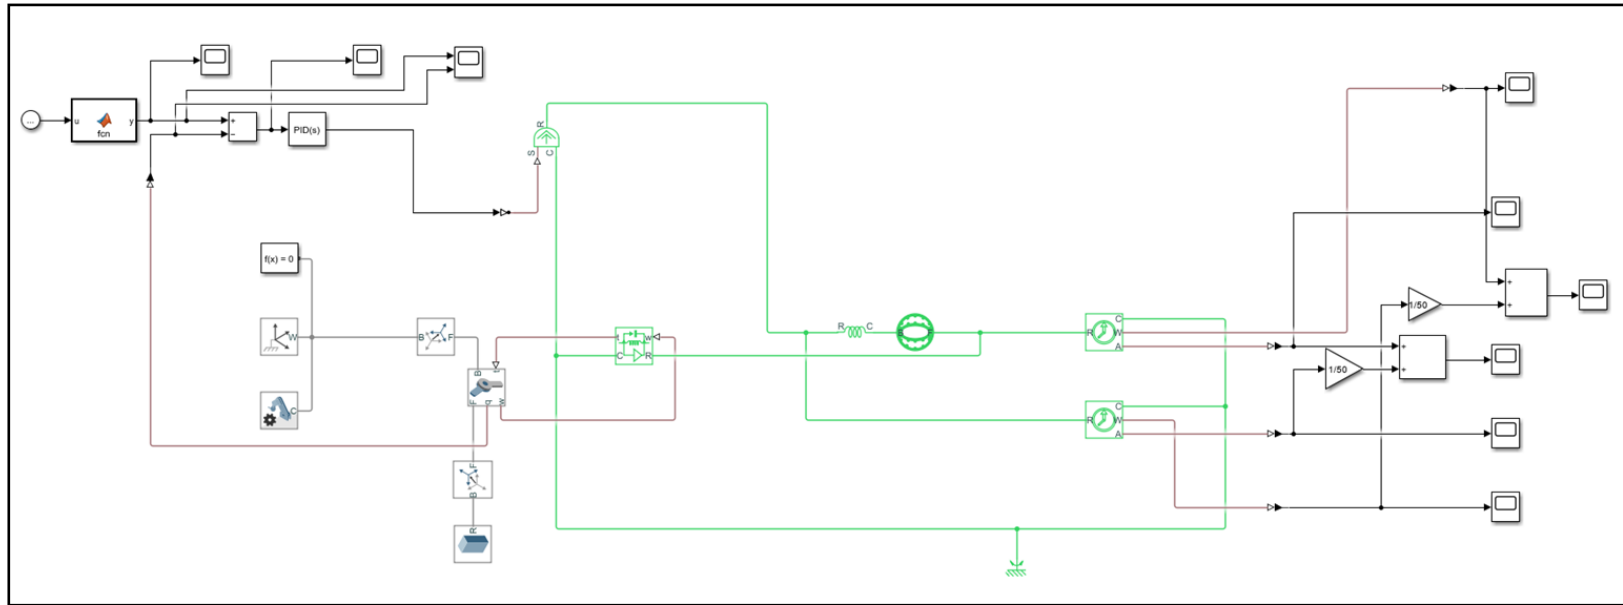 ...
u
fcn
y
+
−
PID(s)
R
S
C
f(x) = 0
W
B
F
C
B
t
F
q
w
F
B
R
t
w
C
R
R
C
B
F
R
C
W
A
R
C
W
A
1/50
+
+
1/50
+
+